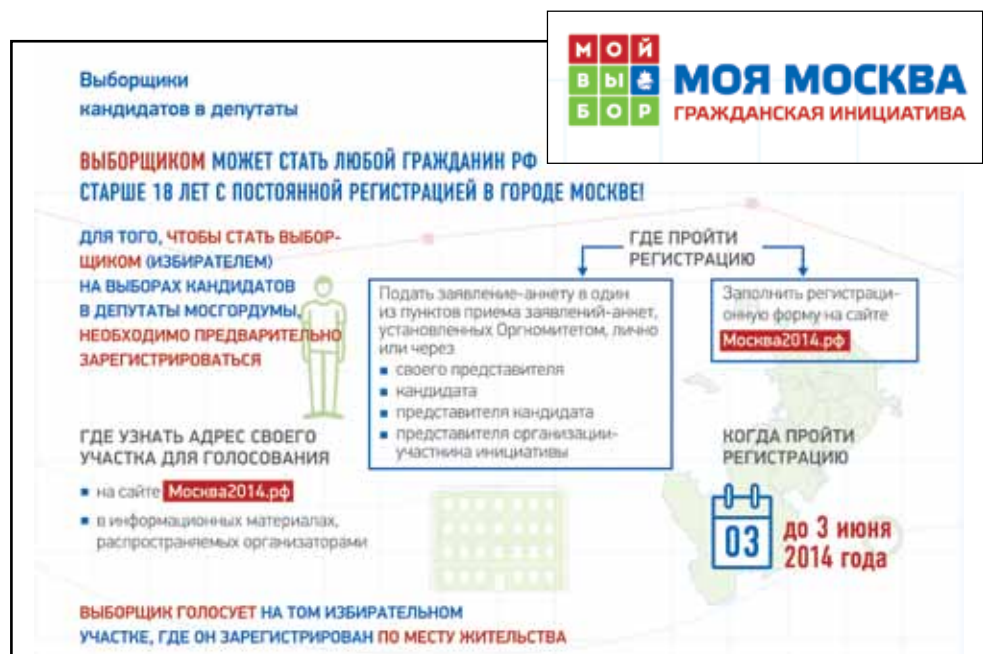 МОЙ
ВЫ
БОР
МОЯ МОСКВА
ГРАЖДАНСКАЯ ИНИЦИАТИВА
Выборщики
кандидатов в депутаты
ВЫБОРЩИКОМ МОЖЕТ СТАТЬ ЛЮБОЙ ГРАЖДАНИН РФ
СТАРШЕ 18 ЛЕТ С ПОСТОЯННОЙ РЕГИСТРАЦИЕЙ В ГОРОДЕ МОСКВЕ!
ДЛЯ ТОГО, ЧТОБЫ СТАТЬ ВЫБОР-
ЩИКОМ (ИЗБИРАТЕЛЕМ)
НА ВЫБОРАХ КАНДИДАТОВ
В ДЕПУТАТЫ МОСГОРДУМЫ,
НЕОБХОДИМО ПРЕДВАРИТЕЛЬНО
ЗАРЕГИСТРИРОВАТЬСЯ
ГДЕ ПРОЙТИ
РЕГИСТРАЦИЮ
Подать заявление-анкету в один
из пунктов приема заявлений-анкет,
установленных Оргкомитетом, лично
или через
▪ своего представителя
▪ кандидата
▪ представителя кандидата
▪ представителя организации-
участника инициативы
Заполнить регистраци-
онную форму на сайте
Москва2014.рф
ГДЕ УЗНАТЬ АДРЕС СВОЕГО
УЧАСТКА ДЛЯ ГОЛОСОВАНИЯ
▪ на сайте Москва2014.рф
▪ в информационных материалах,
распространяемых организаторами
КОГДА ПРОЙТИ
РЕГИСТРАЦИЮ
03
до 3 июня
2014 года
ВЫБОРЩИК ГОЛОСУЕТ НА ТОМ ИЗБИРАТЕЛЬНОМ
УЧАСТКЕ, ГДЕ ОН ЗАРЕГИСТРИРОВАН ПО МЕСТУ ЖИТЕЛЬСТВА